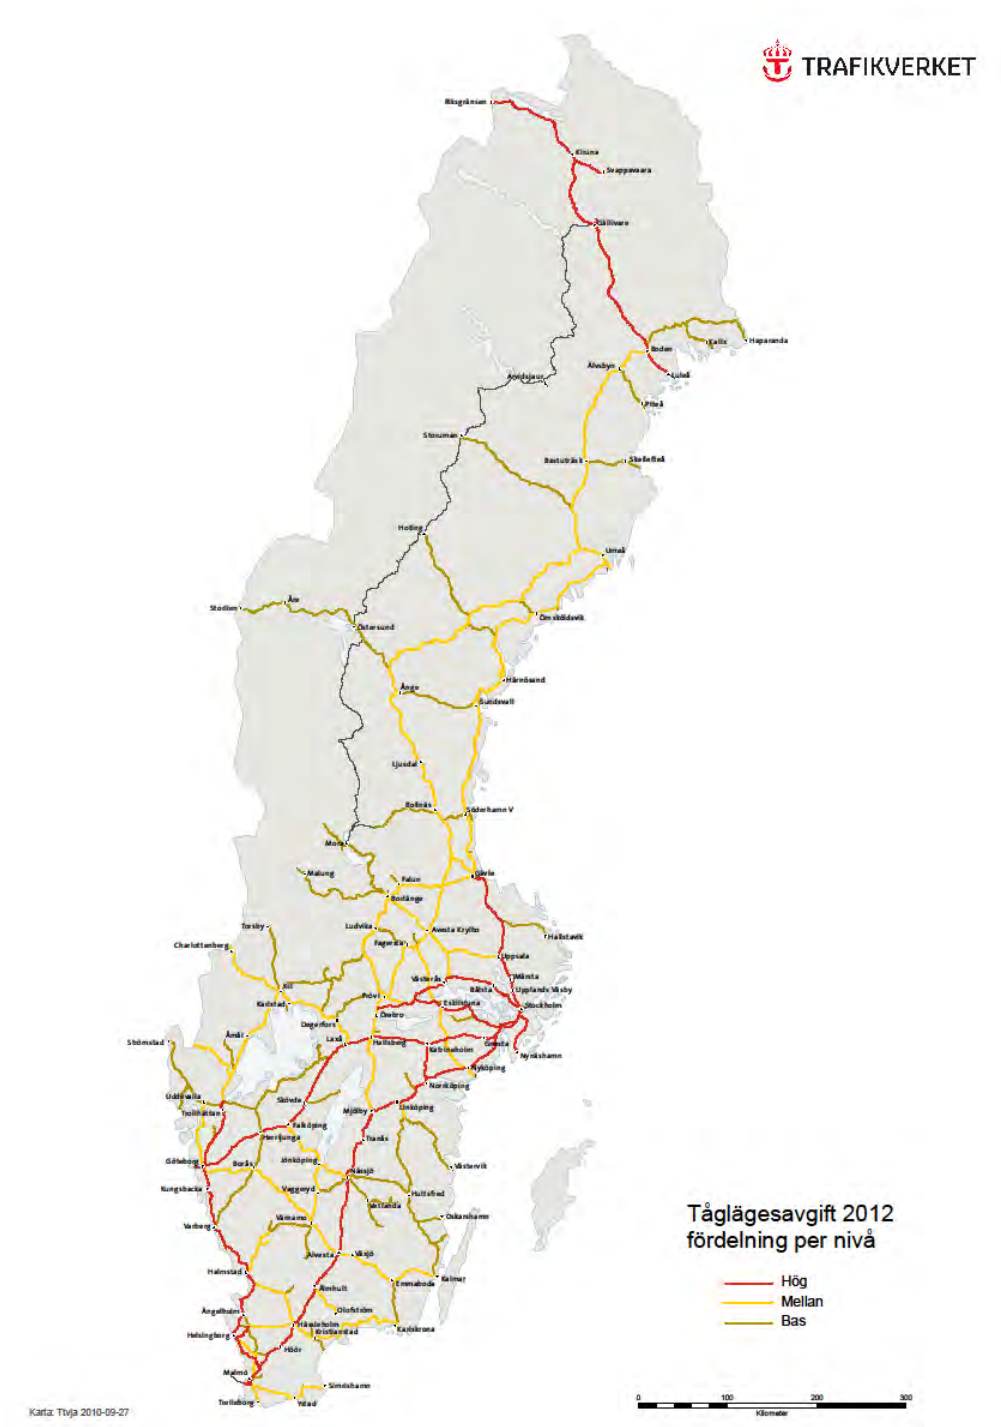 TRAFIKVERKET
Riksgränsen
Kiruna
Svappavaara
Gällivare
Boden
Kalix
Haparanda
Luleå
Älvsbyn
Piteå
Arvidsjaur
Storuman
Bastuträsk
Skellefteå
Hoting
Umeå
Storlien
Åre
Östersund
Örnsköldsvik
Ånge
Härnösand
Sundsvall
Ljusdal
Bollnäs
Söderhamn V
Mora
Malung
Falun
Gävle
Borlänge
Torsby
Ludvika
Avesta Krylbo
Hallstavik
Charlottenberg
Fagersta
Uppsala
Västerås
Märsta
Bålsta
Upplands Väsby
Kil
Karlstad
Frövi
Eskilstuna
Stockholm
Örebro
Degerfors
Åmål
Laxå
Hallsberg
Katrineholm
Gnesta
Nynäshamn
Strömstad
Nyköping
Norrköping
Uddevalla
Skövde
Linköping
Trollhättan
Mjölby
Falköping
Herrljunga
Tranås
Göteborg
Borås
Jönköping
Nässjö
Västervik
Kungsbacka
Vaggeryd
Hultsfred
Vetlanda
Värnamo
Oskarshamn
Varberg
Alvesta
Växjö
Halmstad
Emmaboda
Kalmar
Älmhult
Ängelholm
Olofström
Hässleholm
Karlskrona
Helsingborg
Kristianstad
Höör
Malmö
Simrishamn
Trelleborg
Ystad
Tåglägesavgift 2012
fördelning per nivå
Hög
Mellan
Bas
0 100 200 300
Kilometer
Karta: Ttvja 2010-09-27